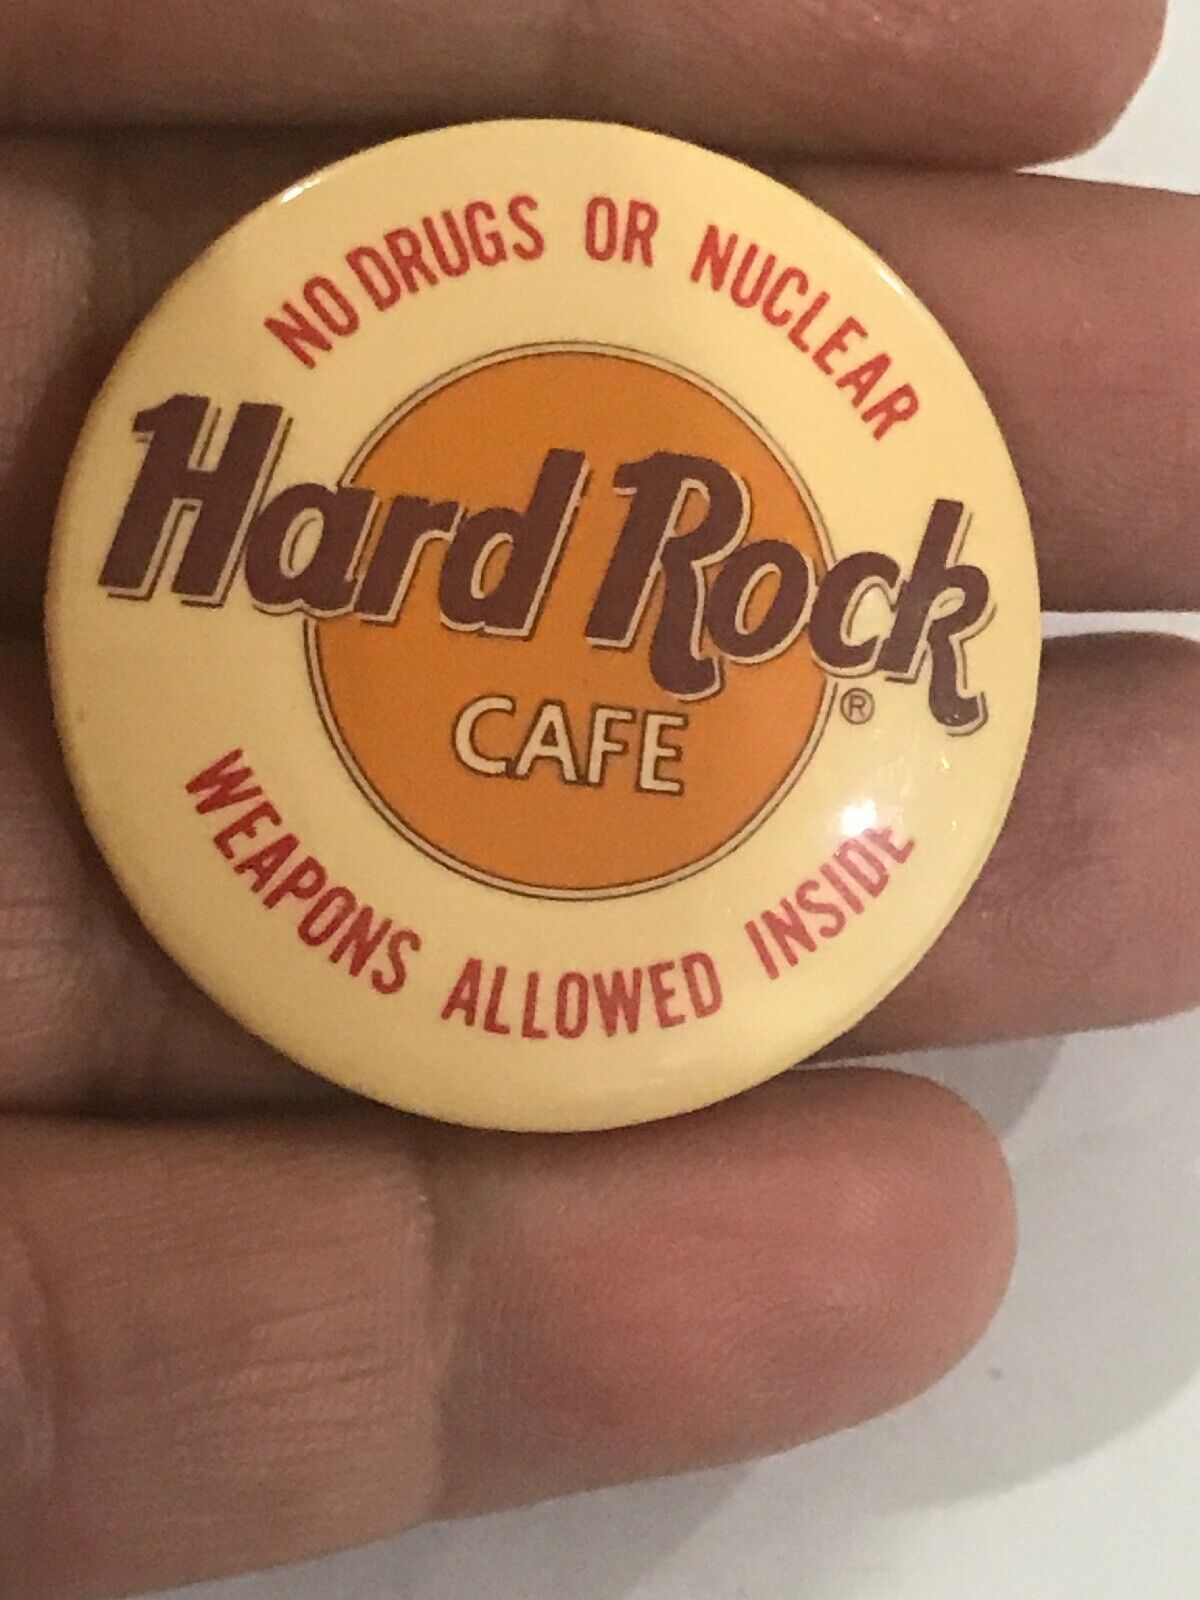 NO DRUGS OR NUCLEAR
Hard Rock
CAFE
®
WEAPONS ALLOWED INSIDE